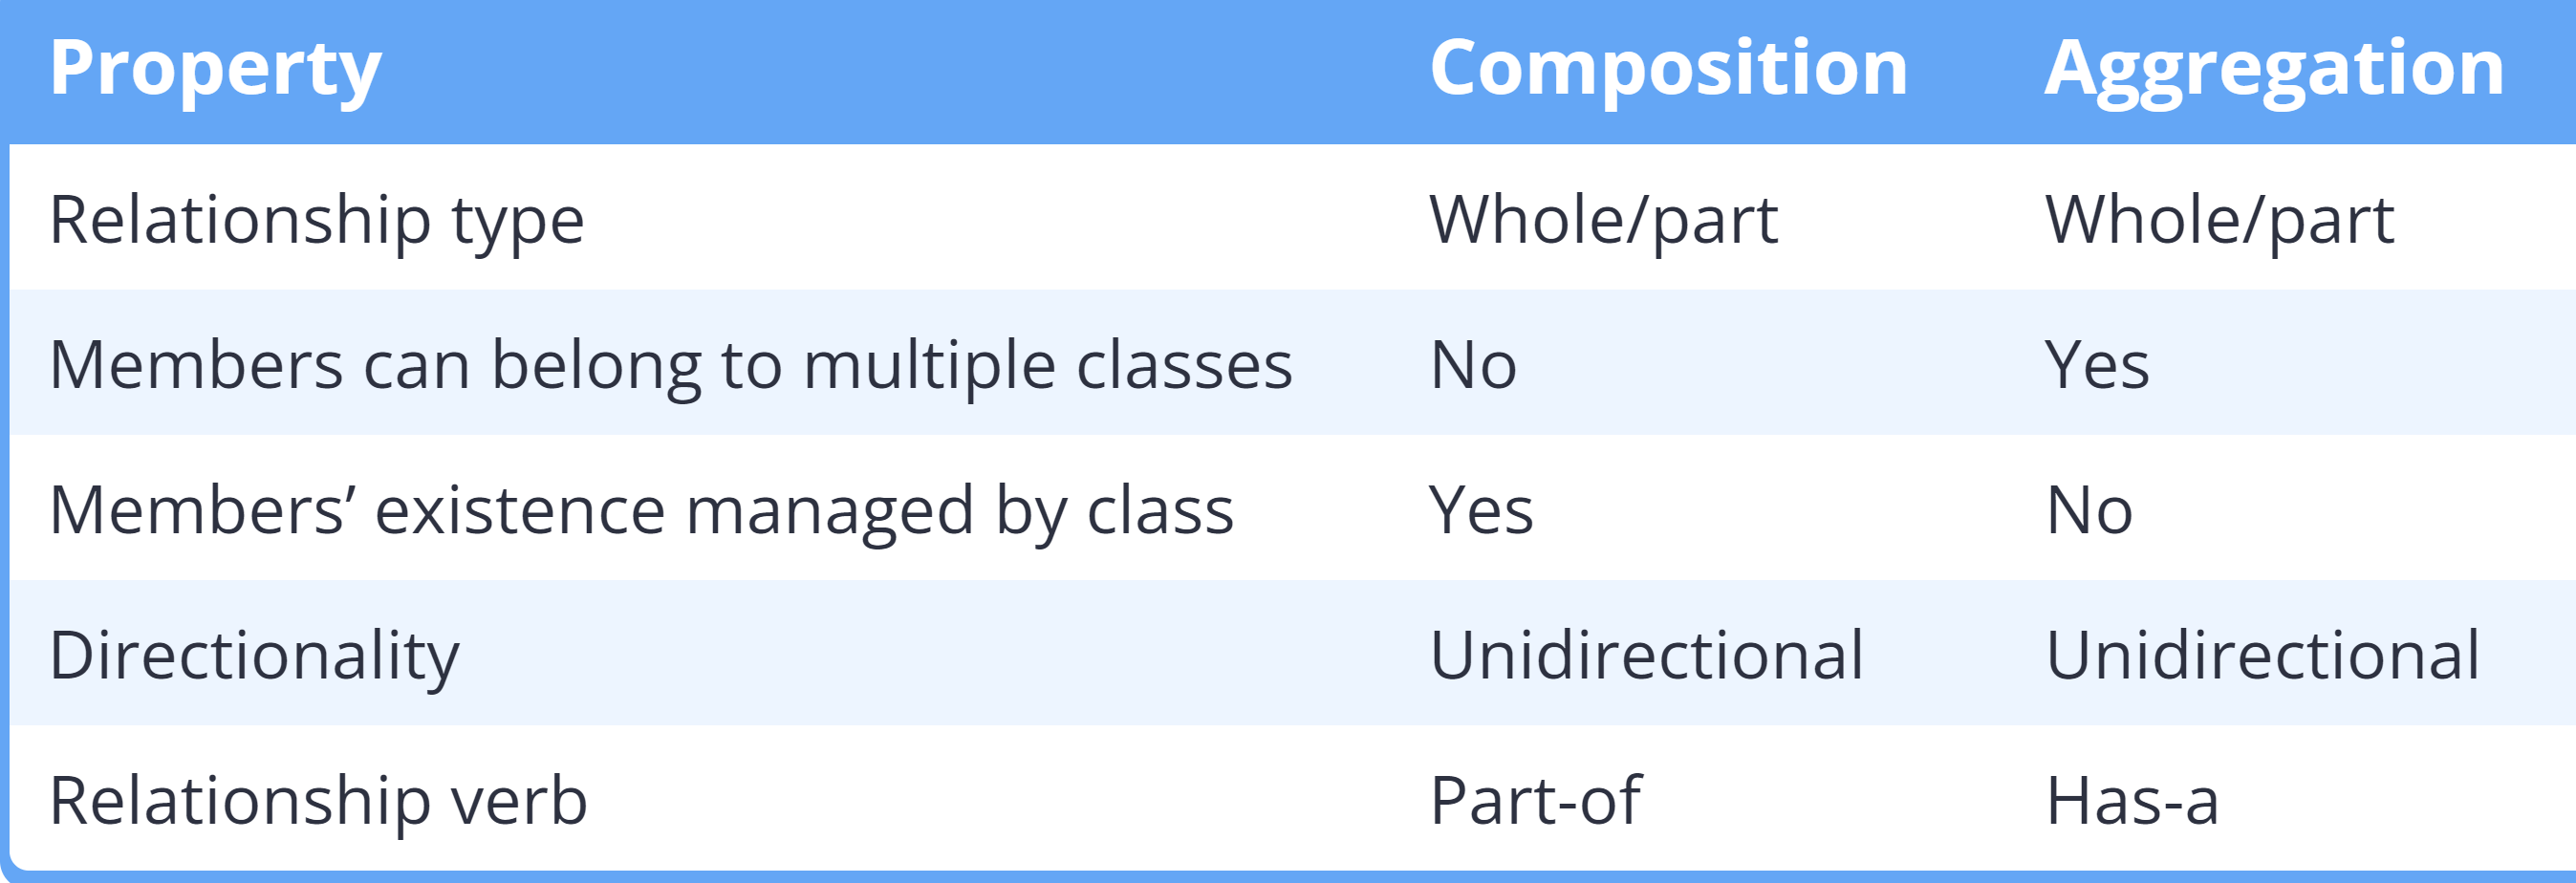 Property Composition Aggregation
Relationship type Whole/part Whole/part
Members can belong to multiple classes No Yes
Members’ existence managed by class Yes No
Directionality Unidirectional Unidirectional
Relationship verb Part-of Has-a